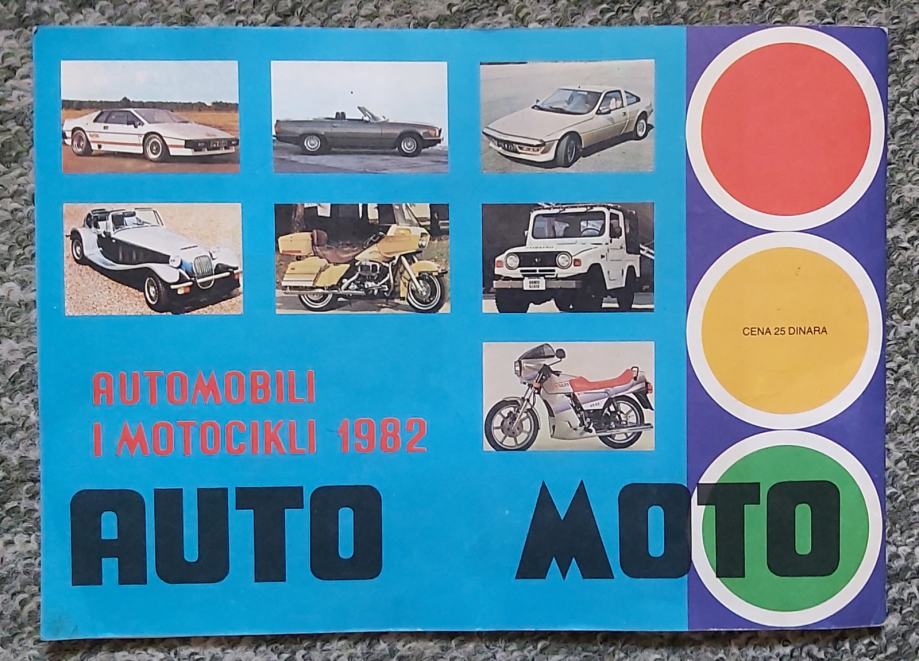 CENA 25 DINARA
AUTOMOBILI
I MOTOCIKLI 1982
AUTO MOTO